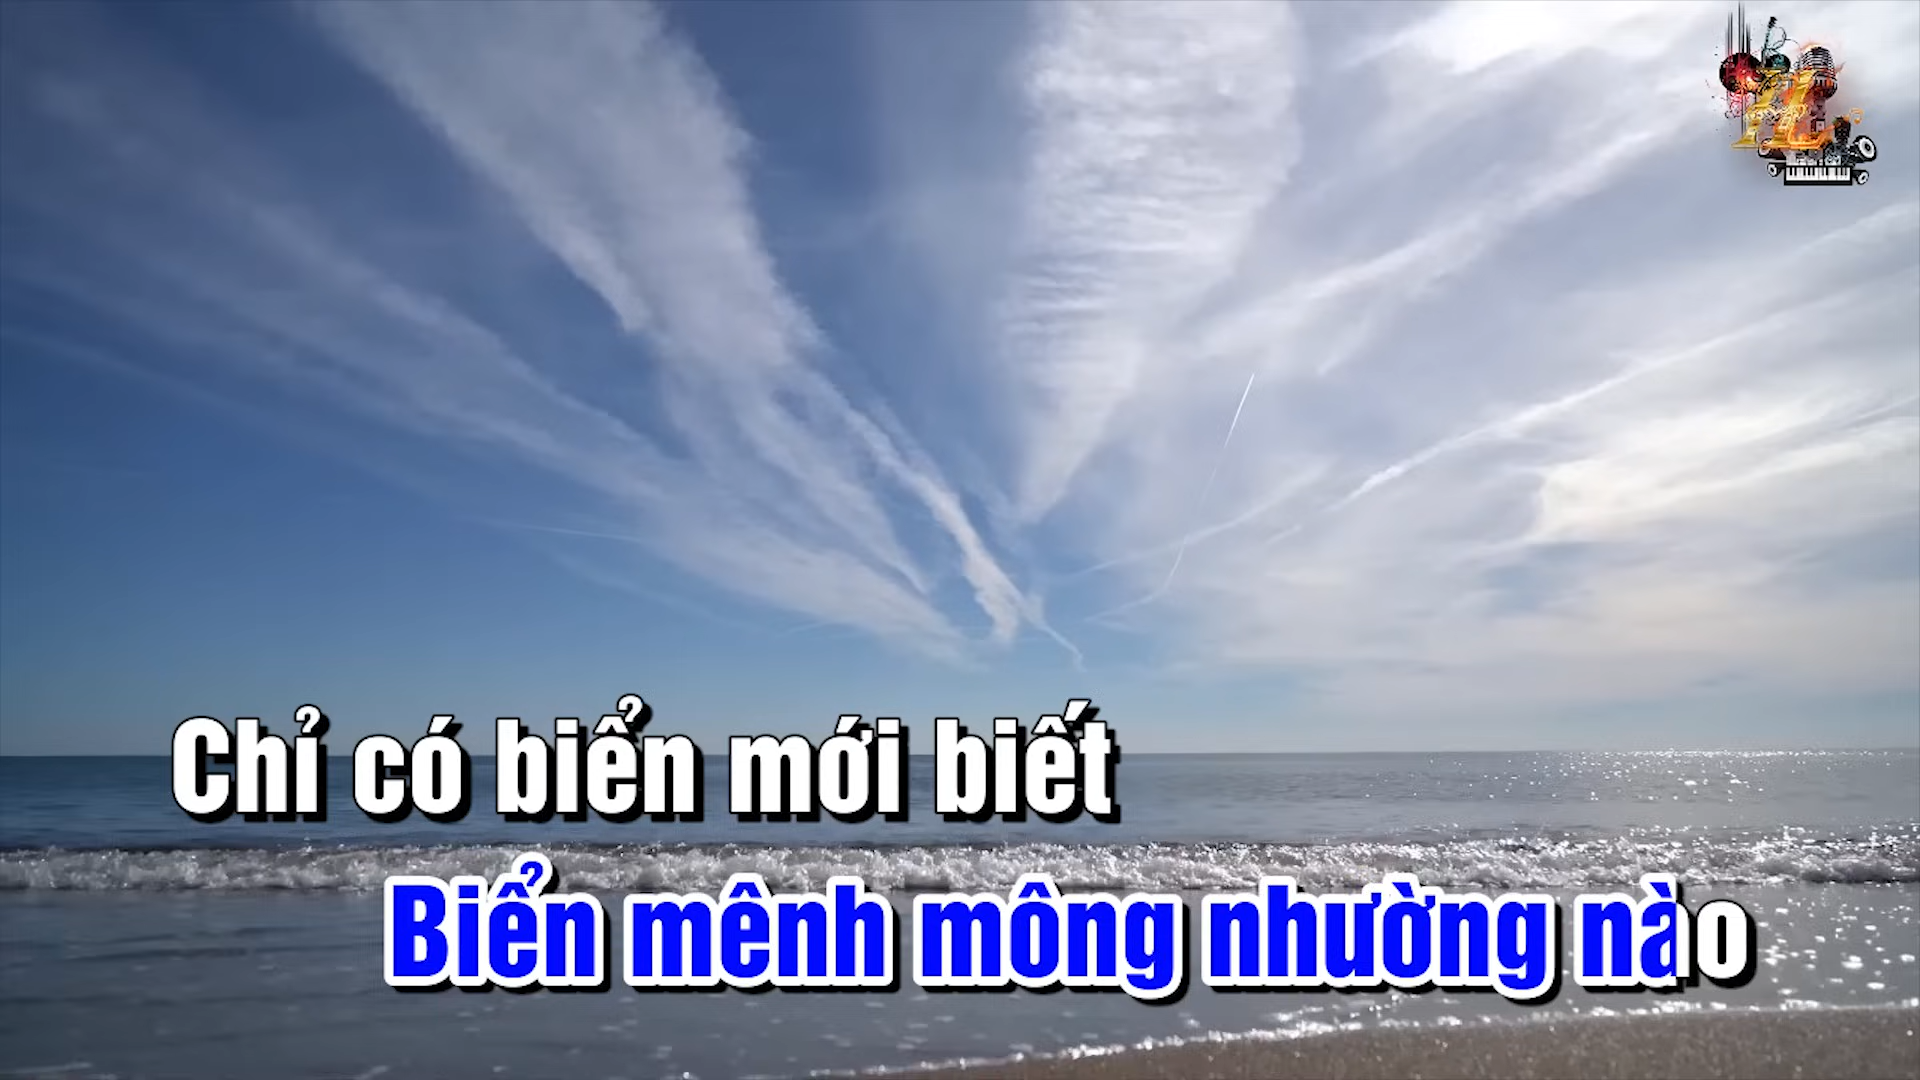 Chỉ có biển mới biết
Biển mênh mông nhường nào